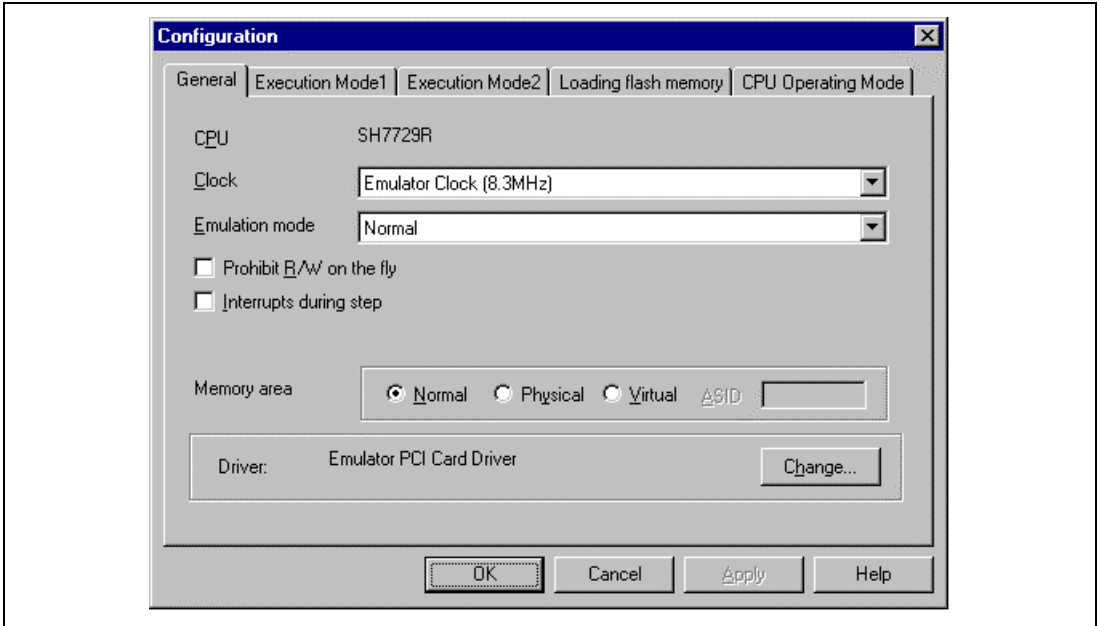 Configuration
General Execution Mode1 Execution Mode2 Loading flash memory CPU Operating Mode
CPU SH7729R
Clock Emulator Clock (8.3MHz)
Emulation mode Normal
Prohibit R/W on the fly
Interrupts during step
Memory area Normal Physical Virtual ASID
Driver: Emulator PCI Card Driver Change...
OK Cancel Apply Help